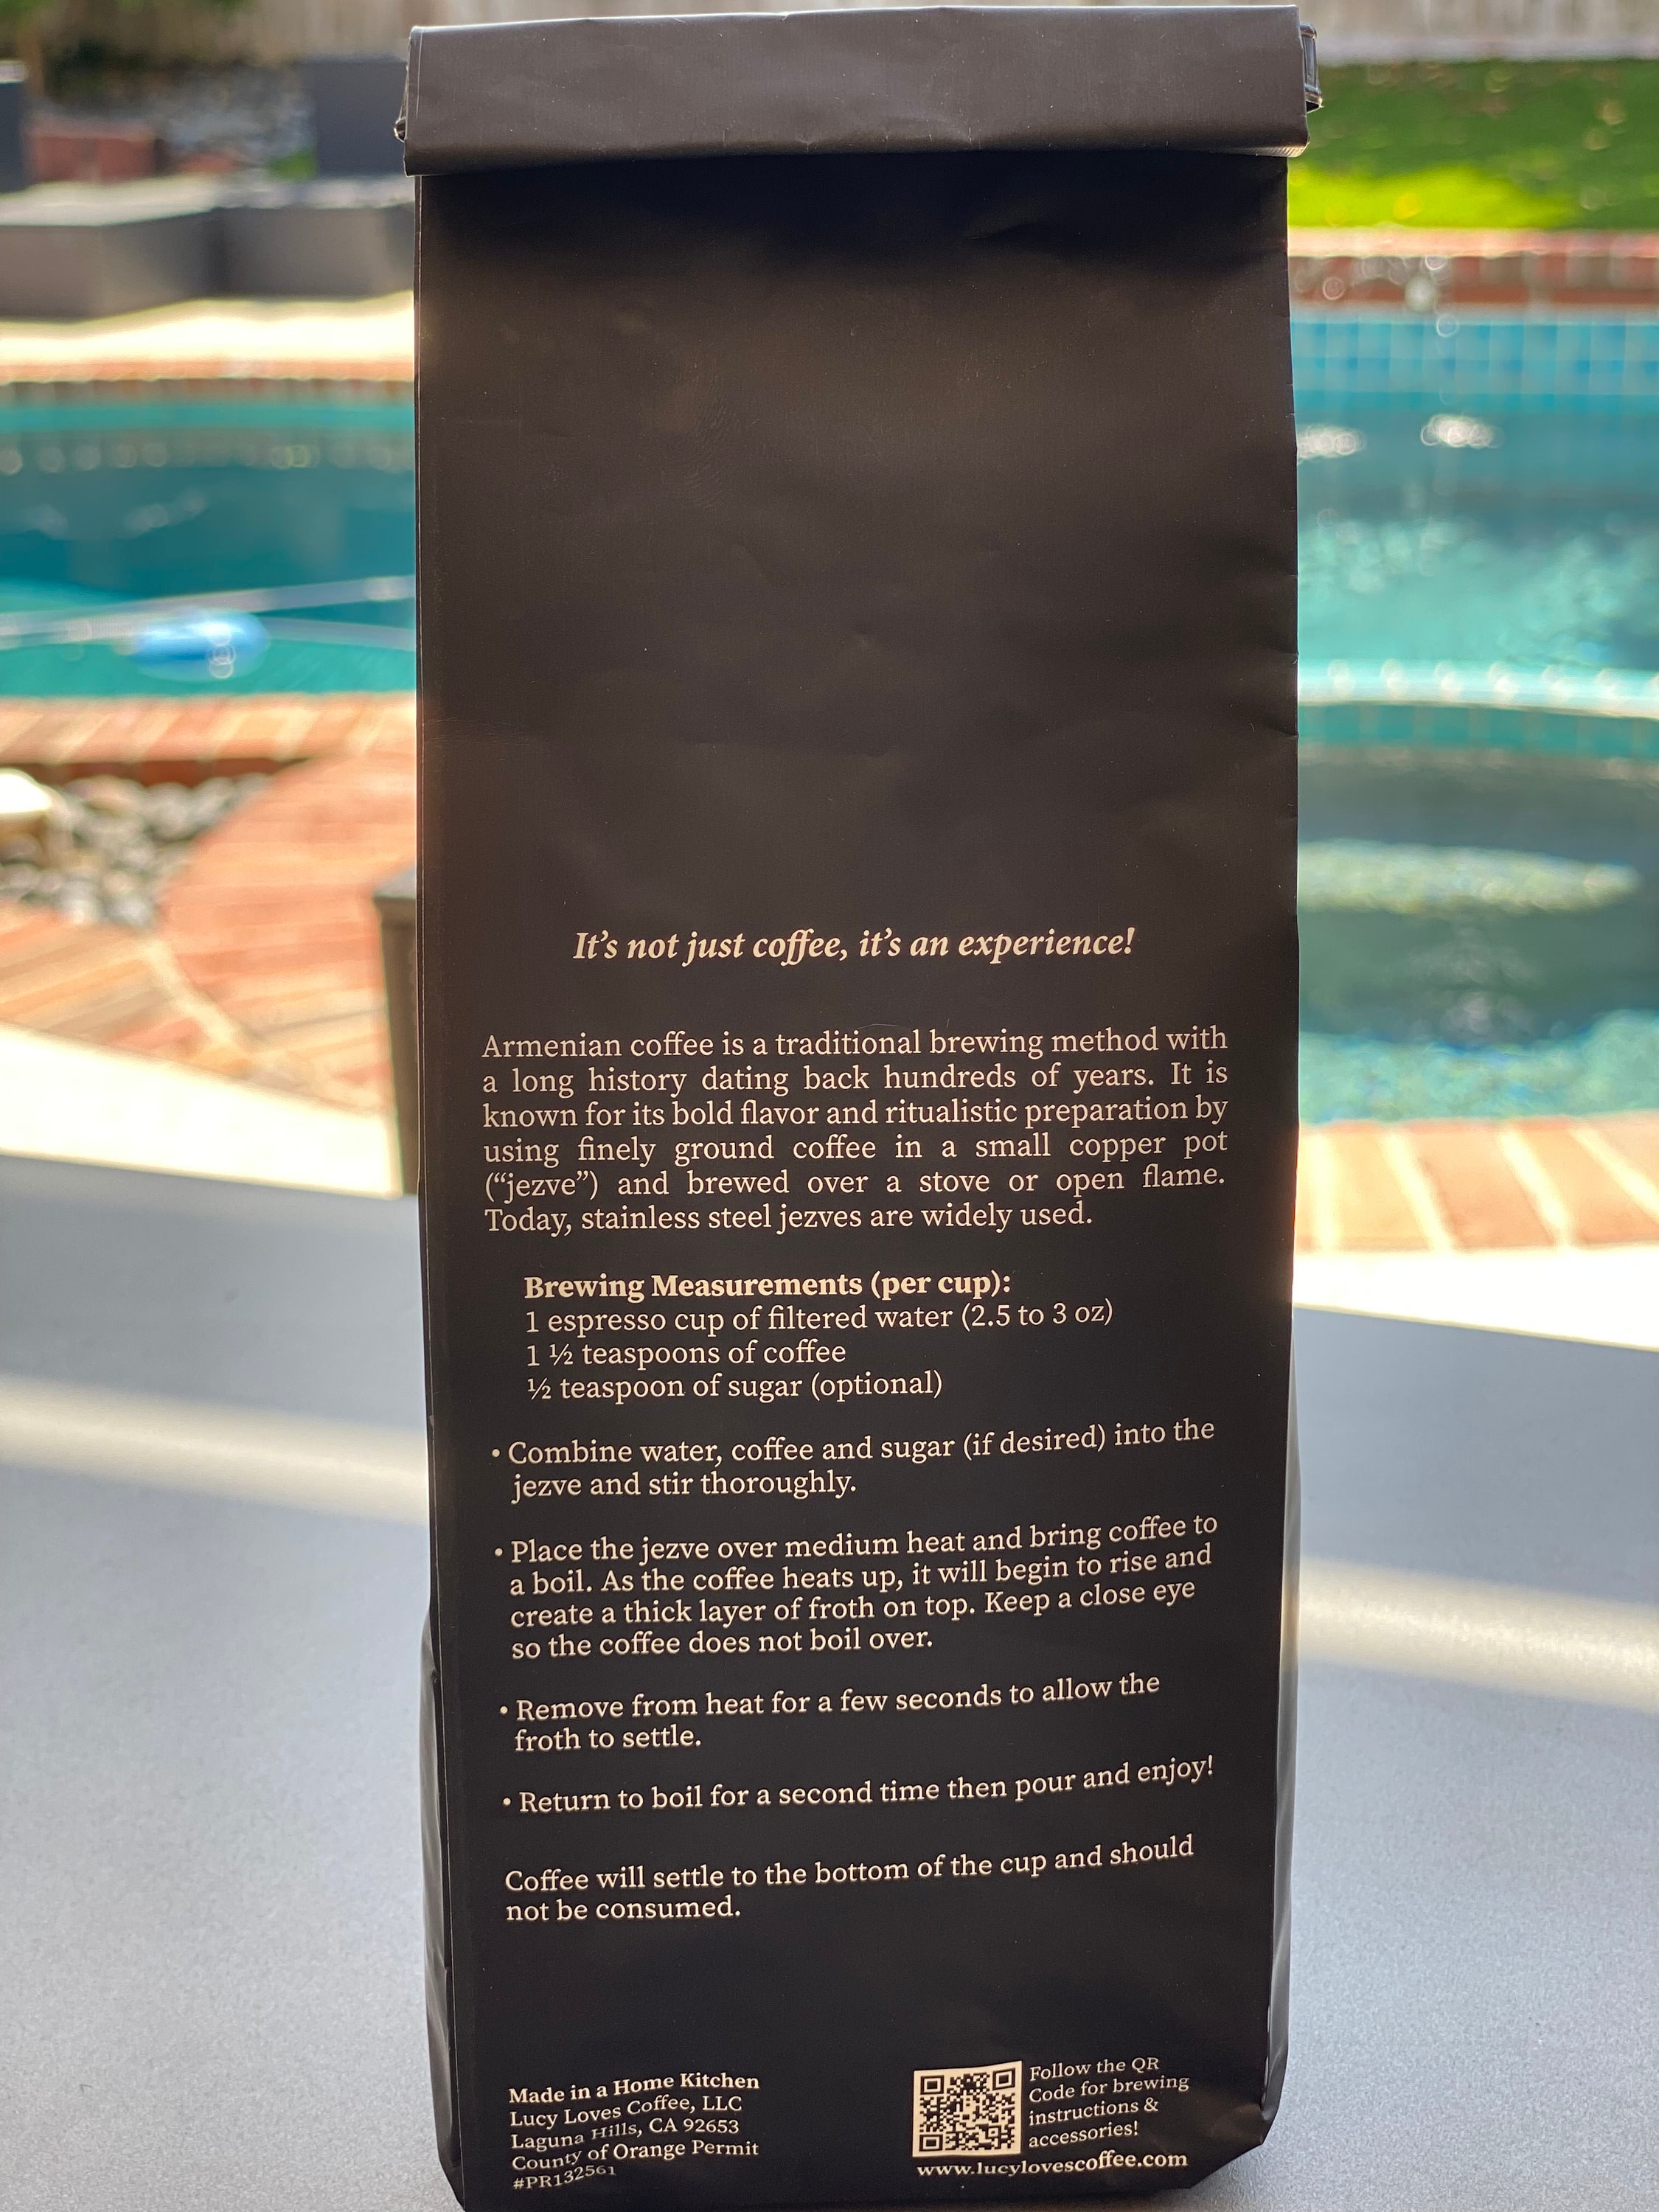 It’s not just coffee, it’s an experience!
Armenian coffee is a traditional brewing method with
a long history dating back hundreds of years. It is
known for its bold flavor and ritualistic preparation by
using finely ground coffee in a small copper pot
(“jezve”) and brewed over a stove or open flame.
Today, stainless steel jezves are widely used.
Brewing Measurements (per cup):
1 espresso cup of filtered water (2.5 to 3 oz)
1 ½ teaspoons of coffee
½ teaspoon of sugar (optional)
• Combine water, coffee and sugar (if desired) into the
jezve and stir thoroughly.
• Place the jezve over medium heat and bring coffee to
a boil. As the coffee heats up, it will begin to rise and
create a thick layer of froth on top. Keep a close eye
so the coffee does not boil over.
• Remove from heat for a few seconds to allow the
froth to settle.
• Return to boil for a second time then pour and enjoy!
Coffee will settle to the bottom of the cup and should
not be consumed.
Made in a Home Kitchen
Lucy Loves Coffee, LLC
Laguna Hills, CA 92653
County of Orange Permit
#PR132561
Follow the QR
Code for brewing
instructions &
accessories!
www.lucylovescoffee.com